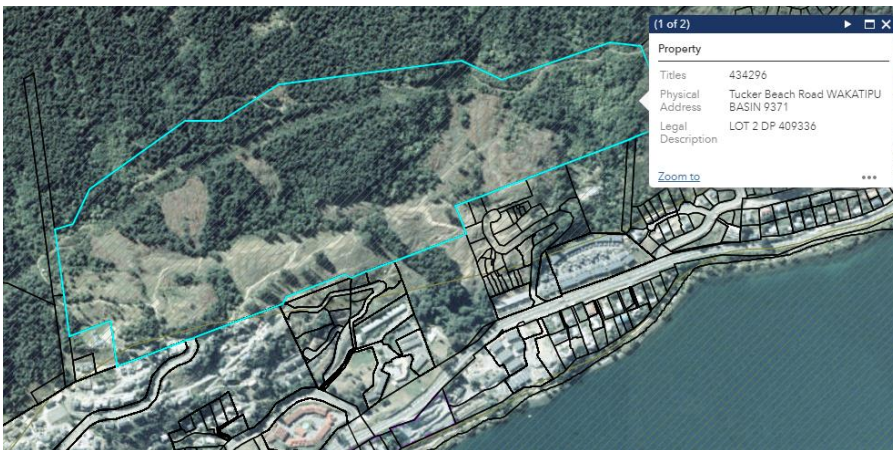 (1 of 2)
Property
Titles 434296
Physical Address Tucker Beach Road WAKATIPU BASIN 9371
Legal Description LOT 2 DP 409336
Zoom to